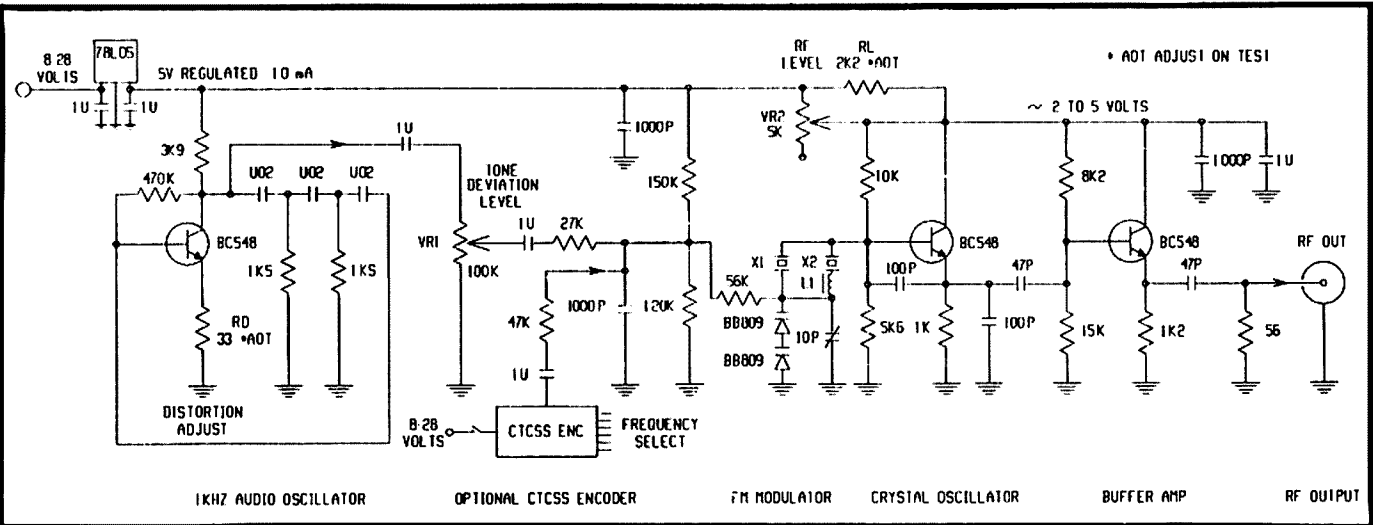 8-28 VOLTS
78L05
5V REGULATED 10 mA
1U
1U
3K9
470K
U02
U02
U02
BC548
1K5
1K5
RD
33 *AOT
DISTORTION ADJUST
1U
TONE DEVIATION LEVEL
VR1
100K
1U
27K
47K
1U
1000P
1000P
150K
120K
8-28 VOLTS
CTCSS ENC
FREQUENCY SELECT
RF LEVEL
RL
2K2 *AOT
VR2
5K
* AOT ADJUST ON TEST
~ 2 TO 5 VOLTS
10K
X1
X2
L1
56K
BB809
BB809
10P
100P
5K6
1K
BC548
100P
47P
8K2
15K
BC548
1K2
47P
56
1000P
1U
RF OUT
1KHZ AUDIO OSCILLATOR
OPTIONAL CTCSS ENCODER
FM MODULATOR
CRYSTAL OSCILLATOR
BUFFER AMP
RF OUTPUT